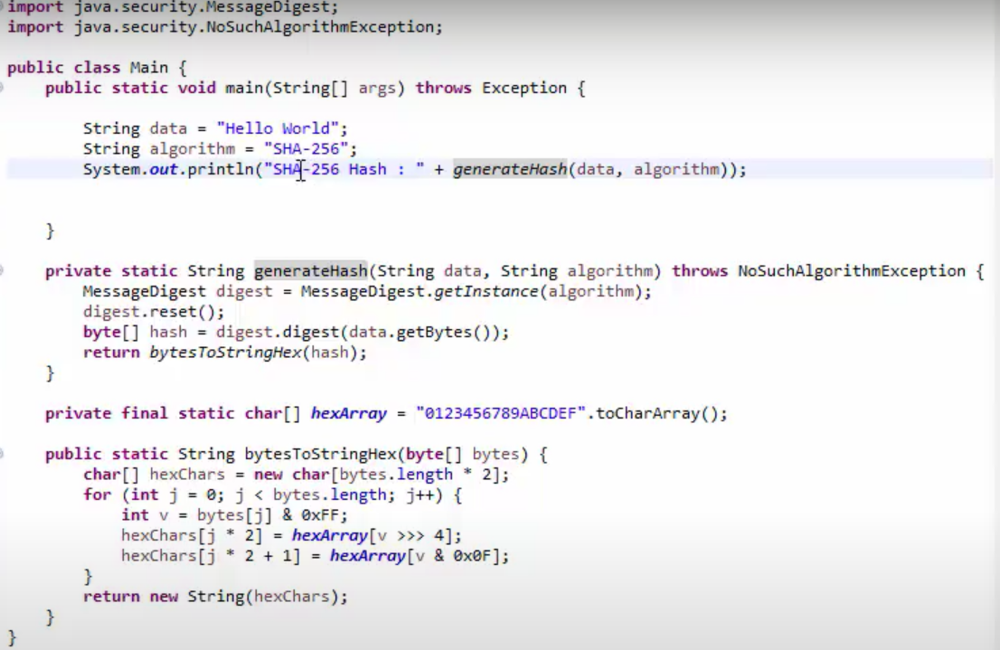 import java.security.MessageDigest;
import java.security.NoSuchAlgorithmException;
public class Main {
public static void main(String[] args) throws Exception {
String data = "Hello World";
String algorithm = "SHA-256";
System.out.println("SHA-256 Hash : " + generateHash(data, algorithm));
}
private static String generateHash(String data, String algorithm) throws NoSuchAlgorithmException {
MessageDigest digest = MessageDigest.getInstance(algorithm);
digest.reset();
byte[] hash = digest.digest(data.getBytes());
return bytesToStringHex(hash);
}
private final static char[] hexArray = "0123456789ABCDEF".toCharArray();
public static String bytesToStringHex(byte[] bytes) {
char[] hexChars = new char[bytes.length * 2];
for (int j = 0; j < bytes.length; j++) {
int v = bytes[j] & 0xFF;
hexChars[j * 2] = hexArray[v >>> 4];
hexChars[j * 2 + 1] = hexArray[v & 0x0F];
}
return new String(hexChars);
}
}